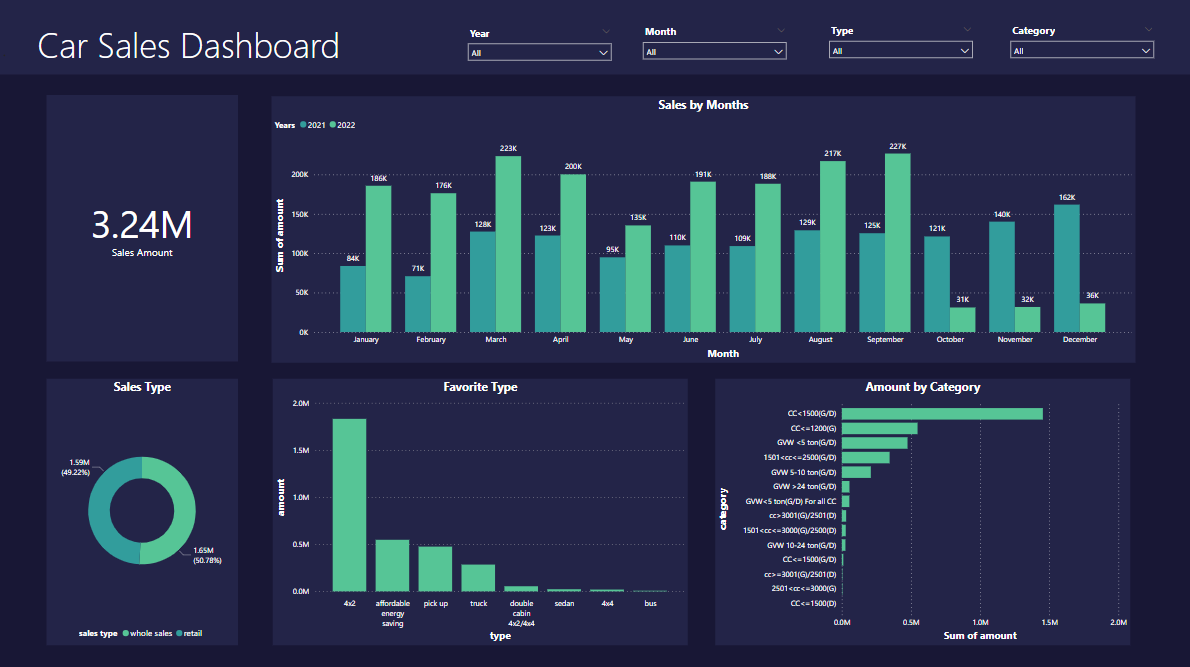 Car Sales Dashboard
Year
All
Month
All
Type
All
Category
All
3.24M
Sales Amount
Sales by Months
Years 2021 2022
Sum of amount
200K
150K
100K
50K
0K
84K 186K
71K 176K
128K 223K
123K 200K
95K 135K
110K 191K
109K 188K
129K 217K
125K 227K
121K 31K
140K 32K
162K 36K
January February March April May June July August September October November December
Month
Sales Type
1.59M
(49.22%)
1.65M
(50.78%)
sales type whole sales retail
Favorite Type
amount
2.0M
1.5M
1.0M
0.5M
0.0M
4x2
affordable
energy
saving
pick up
truck
double
cabin
4x2/4x4
sedan
4x4
bus
type
Amount by Category
category
CC<1500(G/D)
CC<=1200(G)
GVW <5 ton(G/D)
1501<cc<=2500(G/D)
GVW 5-10 ton(G/D)
GVW >24 ton(G/D)
GVW<5 ton(G/D) For all CC
cc>3001(G)/2501(D)
1501<cc<=3000(G)/2500(D)
GVW 10-24 ton(G/D)
CC<=1500(G/D)
cc>=3001(G)/2501(D)
2501<cc<=3000(G)
CC<=1500(D)
0.0M 0.5M 1.0M 1.5M 2.0M
Sum of amount